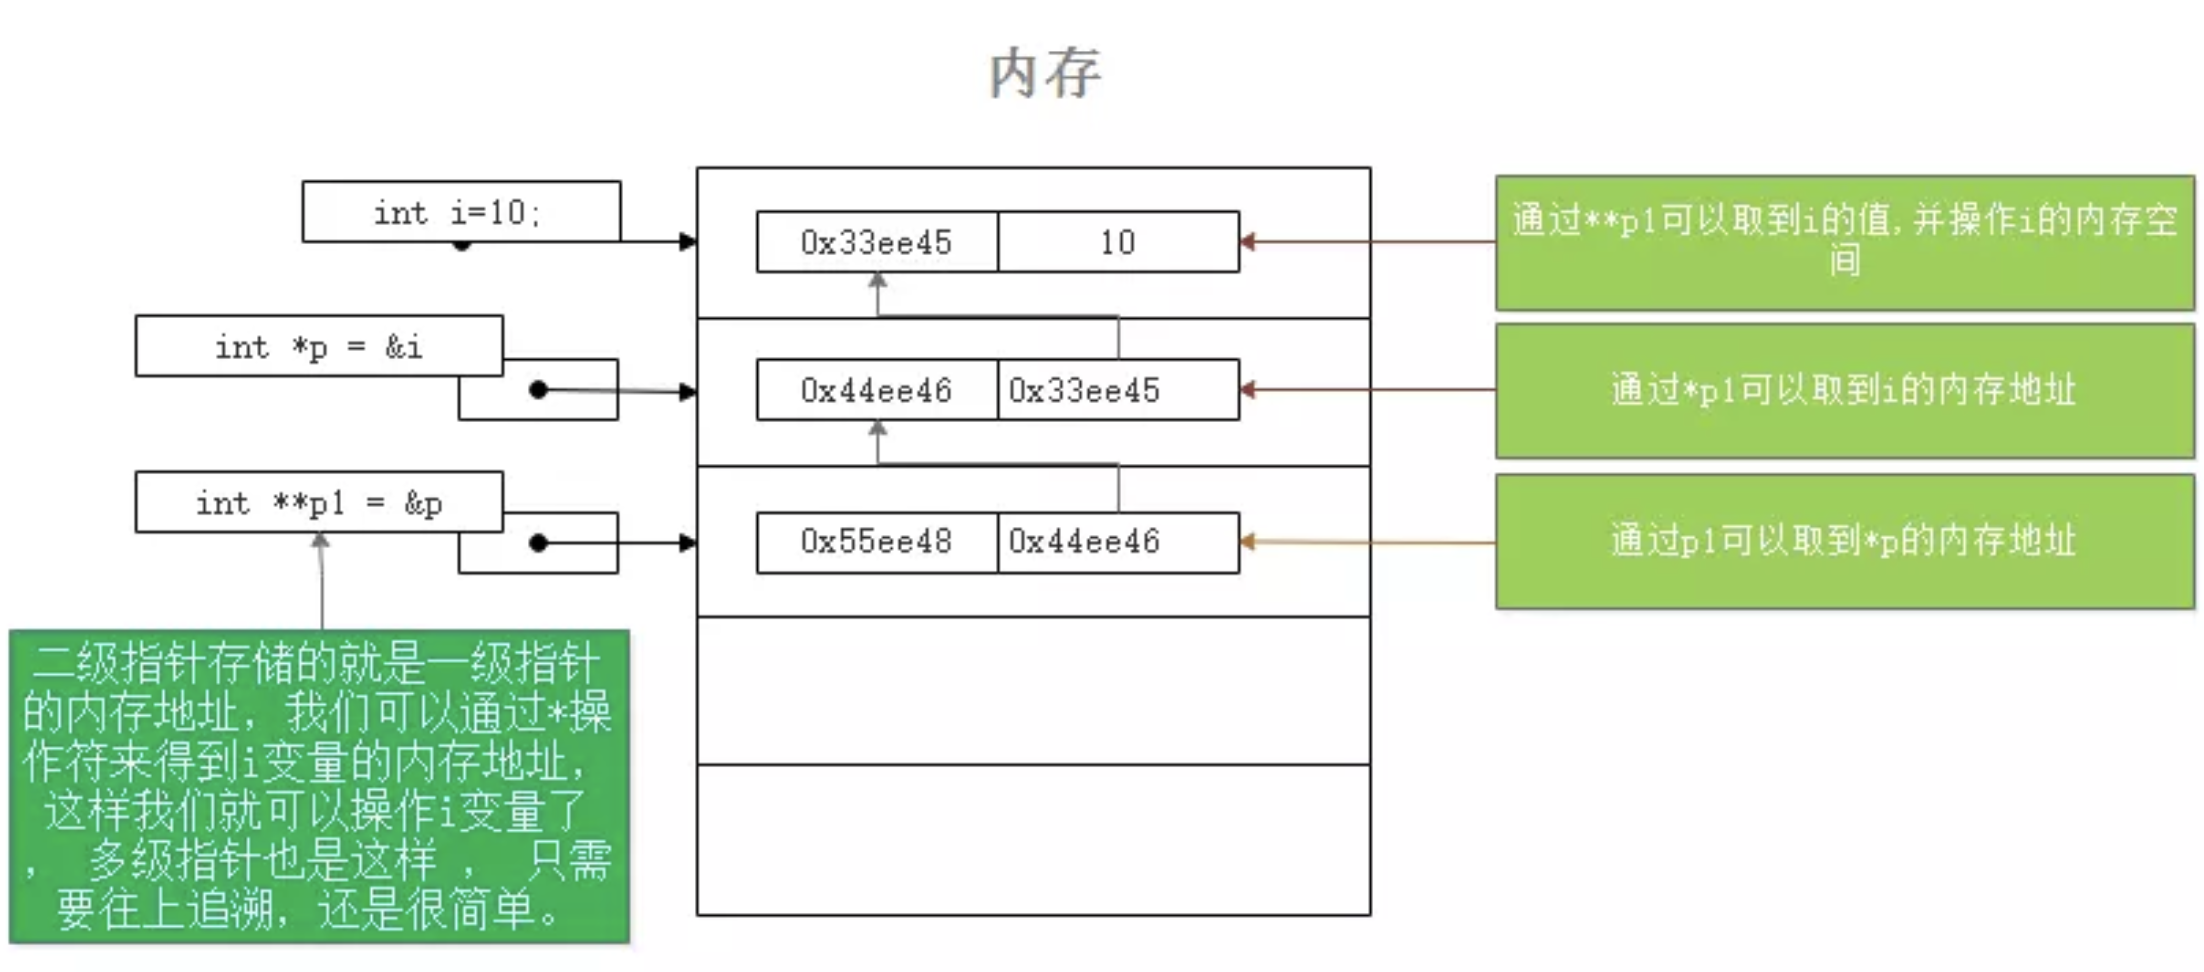 内存
int i=10;
0x33ee45
10
通过**p1可以取到i的值,并操作i的内存空
间
int *p = &i
0x44ee46
0x33ee45
通过*p1可以取到i的内存地址
int **p1 = &p
0x55ee48
0x44ee46
通过p1可以取到*p的内存地址
二级指针存储的就是一级指针
的内存地址，我们可以通过*操
作符来得到i变量的内存地址，
这样我们就可以操作i变量了
， 多级指针也是这样 ， 只需
要往上追溯，还是很简单。